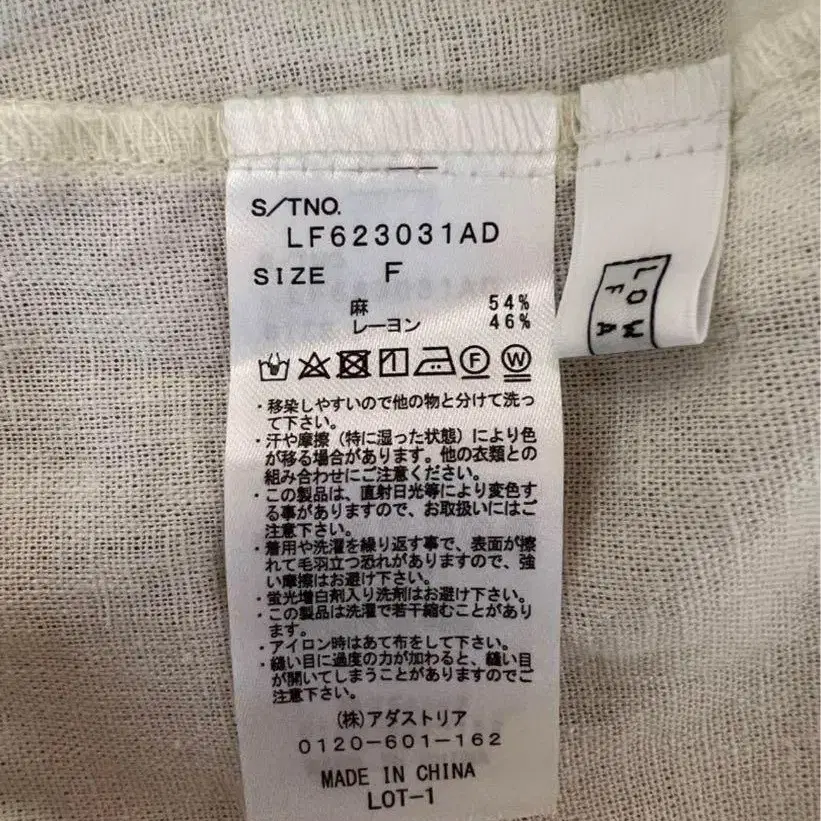 S/TNO.
LF623031AD
SIZE F
麻 54%
レーヨン 46%
F W
・移染しやすいので他の物と分けて洗っ
て下さい。
・汗や摩擦（特に湿った状態）により色
が移る場合があります。他の衣類との
組み合わせにご注意ください。
・この製品は、直射日光等により変色す
る事がありますので、お取扱いにはご
注意下さい。
・着用や洗濯を繰り返す事で、表面が擦
れて毛羽立つ恐れがありますので、強
い摩擦はお避け下さい。
・蛍光増白剤入り洗剤はお避け下さい。
・この製品は洗濯で若干縮むことがあり
ます。
・アイロン時はあて布をして下さい。
・縫い目に過度の力が加わると、縫い目
が開いてしまうことがありますのでご
注意下さい。
(株)アダストリア
0120-601-162
MADE IN CHINA
LOT-1
LOW
F A